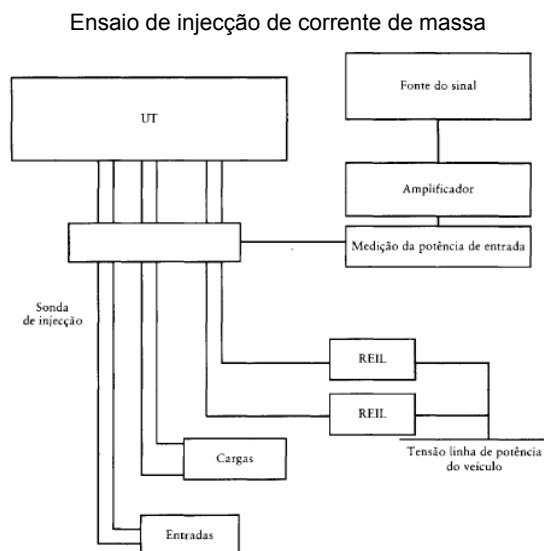 Ensaio de injecção de corrente de massa
Fonte do sinal
UT
Amplificador
Medição da potência de entrada
Sonda
de injecção
REIL
REIL
Tensão linha de potência
do veículo
Cargas
Entradas